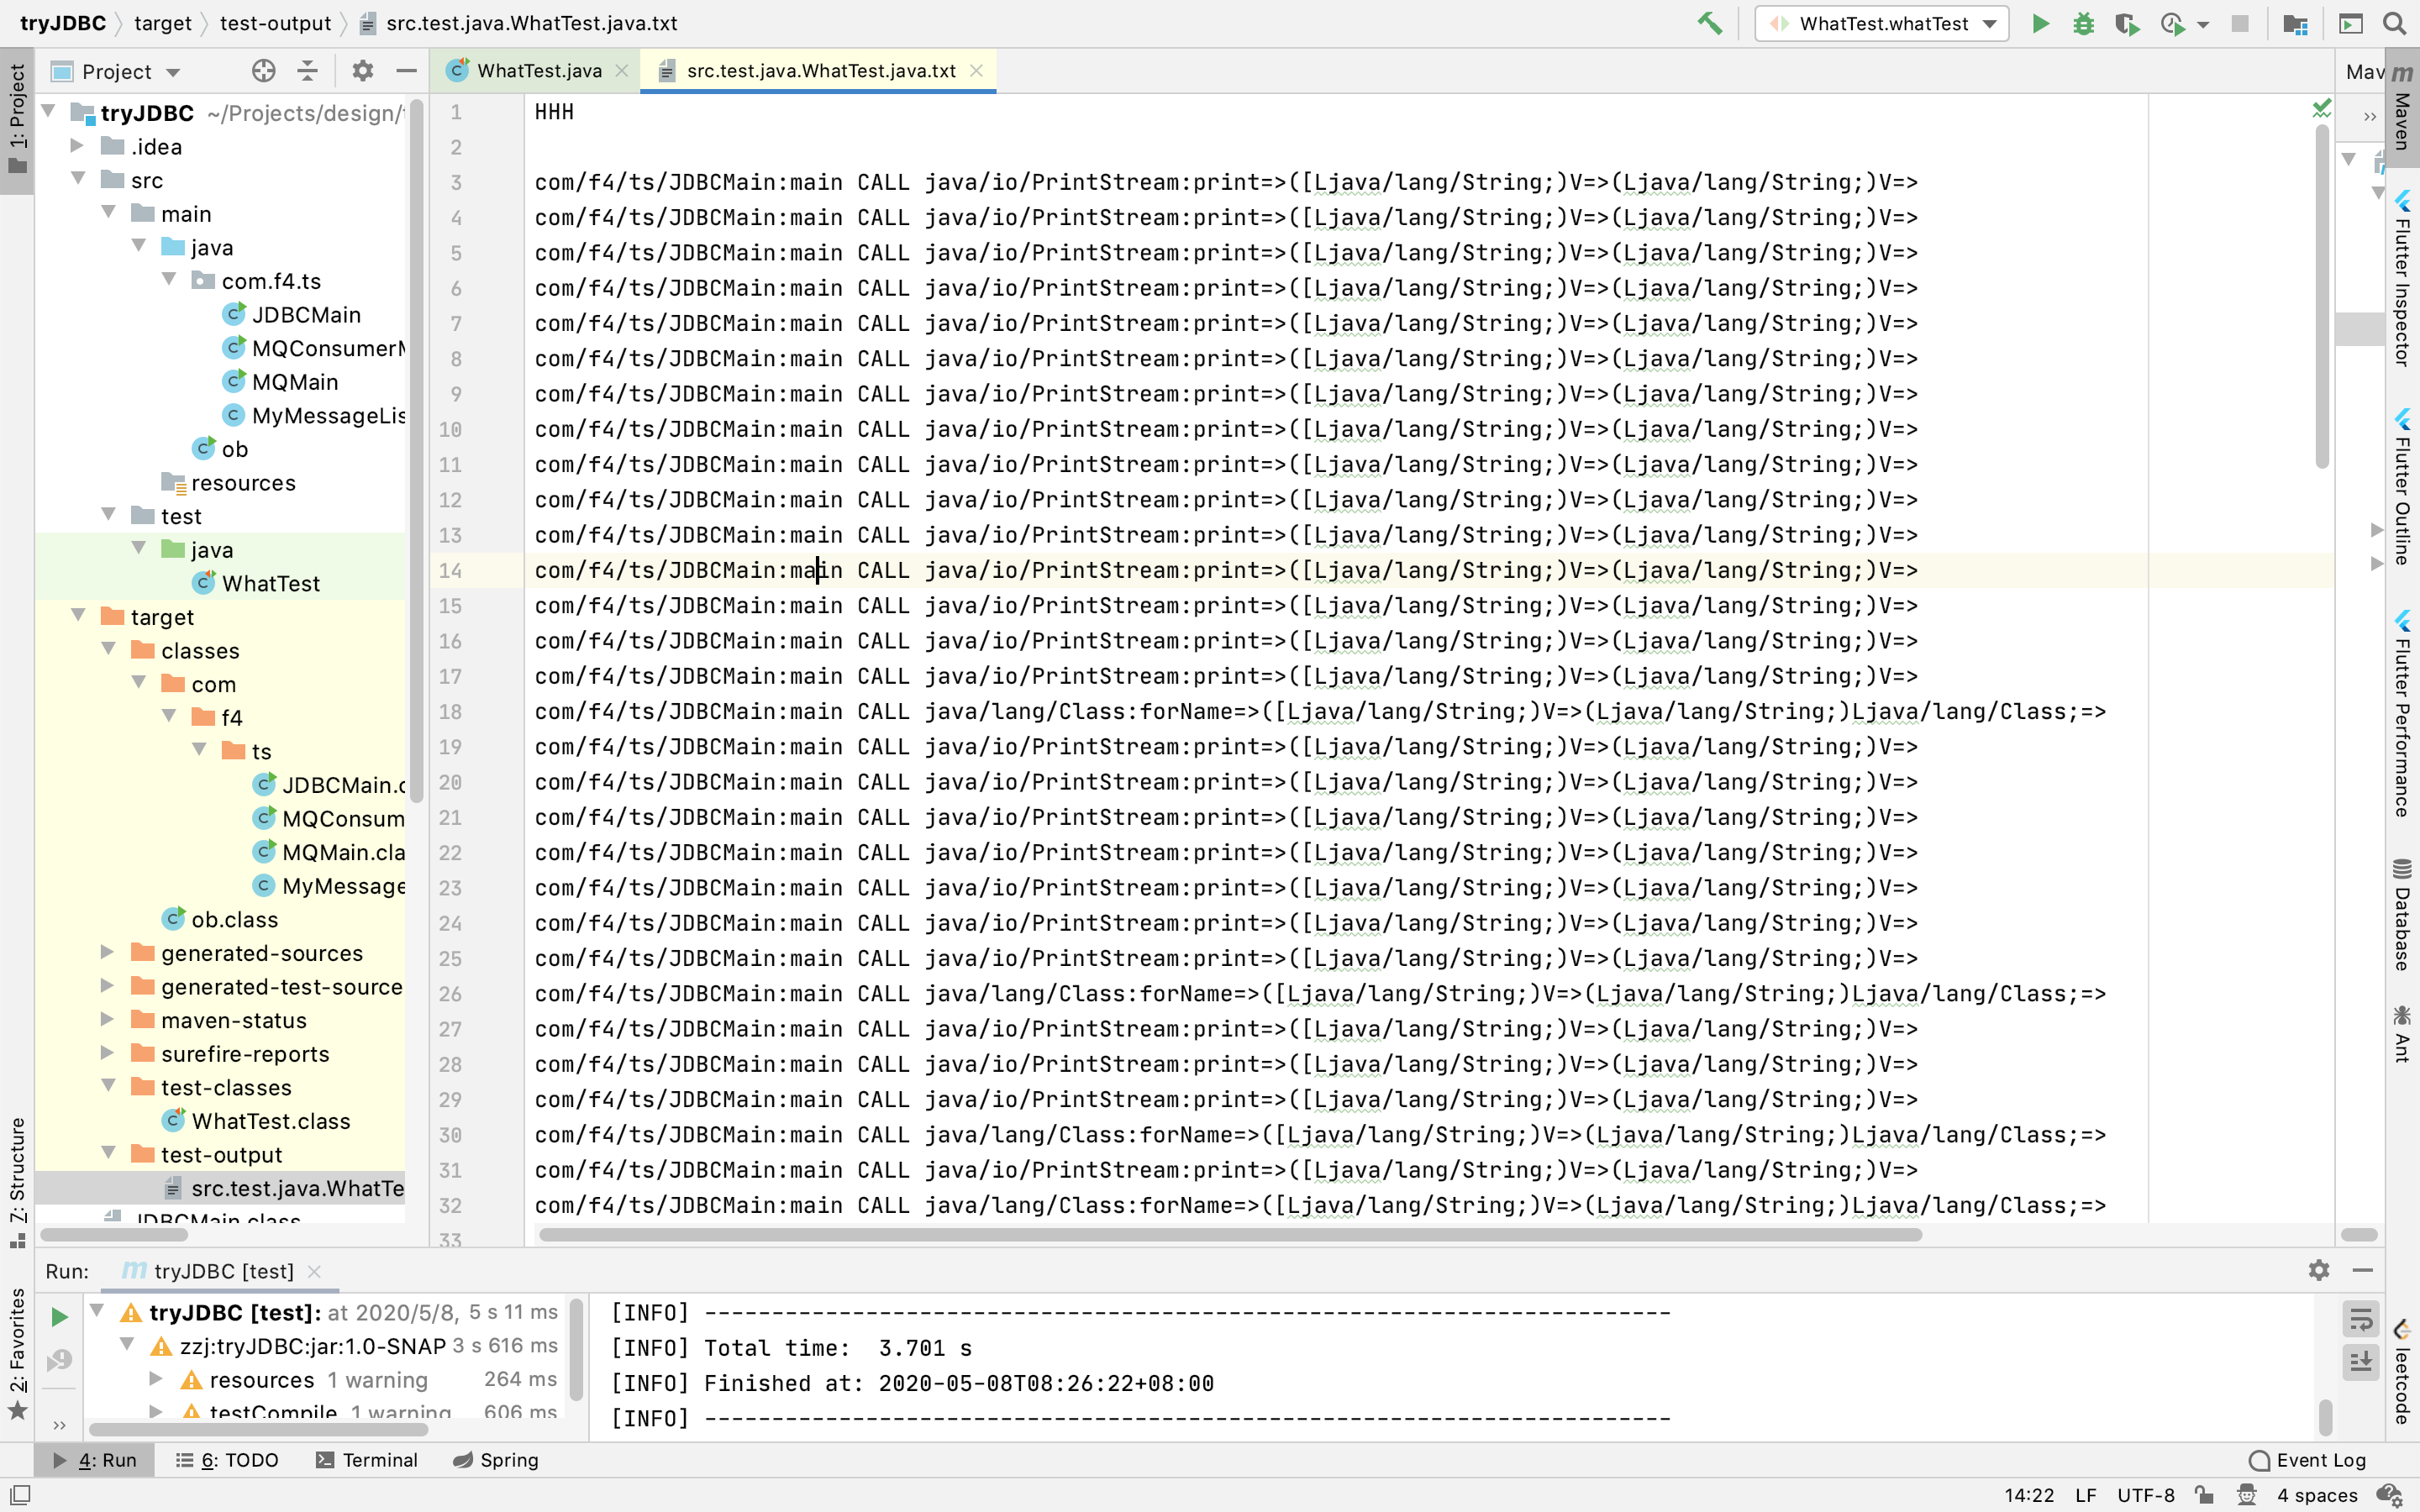 tryJDBC target test-output src.test.java.WhatTest.java.txt WhatTest.whatTest
Project WhatTest.java src.test.java.WhatTest.java.txt Mav
tryJDBC ~/Projects/design/
.idea
src
main
java
com.f4.ts
JDBCMain
MQConsumer
MQMain
MyMessageLis
ob
resources
test
java
WhatTest
target
classes
com
f4
ts
JDBCMain.c
MQConsum
MQMain.cla
MyMessage
ob.class
generated-sources
generated-test-source
maven-status
surefire-reports
test-classes
WhatTest.class
test-output
src.test.java.WhatTe
JDBCMain.class
1 HHH
2
3 com/f4/ts/JDBCMain:main CALL java/io/PrintStream:print=>([Ljava/lang/String;)V=>(Ljava/lang/String;)V=>
4 com/f4/ts/JDBCMain:main CALL java/io/PrintStream:print=>([Ljava/lang/String;)V=>(Ljava/lang/String;)V=>
5 com/f4/ts/JDBCMain:main CALL java/io/PrintStream:print=>([Ljava/lang/String;)V=>(Ljava/lang/String;)V=>
6 com/f4/ts/JDBCMain:main CALL java/io/PrintStream:print=>([Ljava/lang/String;)V=>(Ljava/lang/String;)V=>
7 com/f4/ts/JDBCMain:main CALL java/io/PrintStream:print=>([Ljava/lang/String;)V=>(Ljava/lang/String;)V=>
8 com/f4/ts/JDBCMain:main CALL java/io/PrintStream:print=>([Ljava/lang/String;)V=>(Ljava/lang/String;)V=>
9 com/f4/ts/JDBCMain:main CALL java/io/PrintStream:print=>([Ljava/lang/String;)V=>(Ljava/lang/String;)V=>
10 com/f4/ts/JDBCMain:main CALL java/io/PrintStream:print=>([Ljava/lang/String;)V=>(Ljava/lang/String;)V=>
11 com/f4/ts/JDBCMain:main CALL java/io/PrintStream:print=>([Ljava/lang/String;)V=>(Ljava/lang/String;)V=>
12 com/f4/ts/JDBCMain:main CALL java/io/PrintStream:print=>([Ljava/lang/String;)V=>(Ljava/lang/String;)V=>
13 com/f4/ts/JDBCMain:main CALL java/io/PrintStream:print=>([Ljava/lang/String;)V=>(Ljava/lang/String;)V=>
14 com/f4/ts/JDBCMain:main CALL java/io/PrintStream:print=>([Ljava/lang/String;)V=>(Ljava/lang/String;)V=>
15 com/f4/ts/JDBCMain:main CALL java/io/PrintStream:print=>([Ljava/lang/String;)V=>(Ljava/lang/String;)V=>
16 com/f4/ts/JDBCMain:main CALL java/io/PrintStream:print=>([Ljava/lang/String;)V=>(Ljava/lang/String;)V=>
17 com/f4/ts/JDBCMain:main CALL java/io/PrintStream:print=>([Ljava/lang/String;)V=>(Ljava/lang/String;)V=>
18 com/f4/ts/JDBCMain:main CALL java/lang/Class:forName=>([Ljava/lang/String;)V=>(Ljava/lang/String;)Ljava/lang/Class;=>
19 com/f4/ts/JDBCMain:main CALL java/io/PrintStream:print=>([Ljava/lang/String;)V=>(Ljava/lang/String;)V=>
20 com/f4/ts/JDBCMain:main CALL java/io/PrintStream:print=>([Ljava/lang/String;)V=>(Ljava/lang/String;)V=>
21 com/f4/ts/JDBCMain:main CALL java/io/PrintStream:print=>([Ljava/lang/String;)V=>(Ljava/lang/String;)V=>
22 com/f4/ts/JDBCMain:main CALL java/io/PrintStream:print=>([Ljava/lang/String;)V=>(Ljava/lang/String;)V=>
23 com/f4/ts/JDBCMain:main CALL java/io/PrintStream:print=>([Ljava/lang/String;)V=>(Ljava/lang/String;)V=>
24 com/f4/ts/JDBCMain:main CALL java/io/PrintStream:print=>([Ljava/lang/String;)V=>(Ljava/lang/String;)V=>
25 com/f4/ts/JDBCMain:main CALL java/io/PrintStream:print=>([Ljava/lang/String;)V=>(Ljava/lang/String;)V=>
26 com/f4/ts/JDBCMain:main CALL java/lang/Class:forName=>([Ljava/lang/String;)V=>(Ljava/lang/String;)Ljava/lang/Class;=>
27 com/f4/ts/JDBCMain:main CALL java/io/PrintStream:print=>([Ljava/lang/String;)V=>(Ljava/lang/String;)V=>
28 com/f4/ts/JDBCMain:main CALL java/io/PrintStream:print=>([Ljava/lang/String;)V=>(Ljava/lang/String;)V=>
29 com/f4/ts/JDBCMain:main CALL java/io/PrintStream:print=>([Ljava/lang/String;)V=>(Ljava/lang/String;)V=>
30 com/f4/ts/JDBCMain:main CALL java/lang/Class:forName=>([Ljava/lang/String;)V=>(Ljava/lang/String;)Ljava/lang/Class;=>
31 com/f4/ts/JDBCMain:main CALL java/io/PrintStream:print=>([Ljava/lang/String;)V=>(Ljava/lang/String;)V=>
32 com/f4/ts/JDBCMain:main CALL java/lang/Class:forName=>([Ljava/lang/String;)V=>(Ljava/lang/String;)Ljava/lang/Class;=>
33
1: Project
7: Structure
2: Favorites
Maven
Flutter Inspector
Flutter Outline
Flutter Performance
Database
Ant
leetcode
Run: tryJDBC [test]
tryJDBC [test]: at 2020/5/8, 5 s 11 ms
zzj:tryJDBC:jar:1.0-SNAP 3 s 616 ms
resources 1 warning 264 ms
testCompile 1 warning 606 ms
[INFO] ------------------------------------------------------------------------
[INFO] Total time:  3.701 s
[INFO] Finished at: 2020-05-08T08:26:22+08:00
[INFO] ------------------------------------------------------------------------
4: Run 6: TODO Terminal Spring Event Log
14:22 LF UTF-8 4 spaces